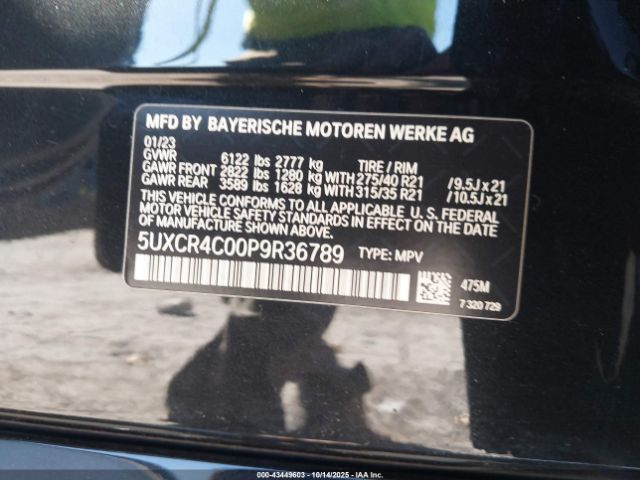 MFD BY BAYERISCHE MOTOREN WERKE AG
01/23
GVWR 6122 lbs 2777 kg TIRE / RIM
GAWR FRONT 2822 lbs 1280 kg WITH 275/40 R21 /9.5J x 21
GAWR REAR 3589 lbs 1628 kg WITH 315/35 R21 /10.5J x 21
THIS VEHICLE CONFORMS TO ALL APPLICABLE U. S. FEDERAL
MOTOR VEHICLE SAFETY STANDARDS IN EFFECT ON THE DATE OF
MANUFACTURE SHOWN ABOVE.
5UXCR4C00P9R36789 TYPE: MPV
475M
7 320 729
000-43449603 - 10/14/2025 - IAA Inc.